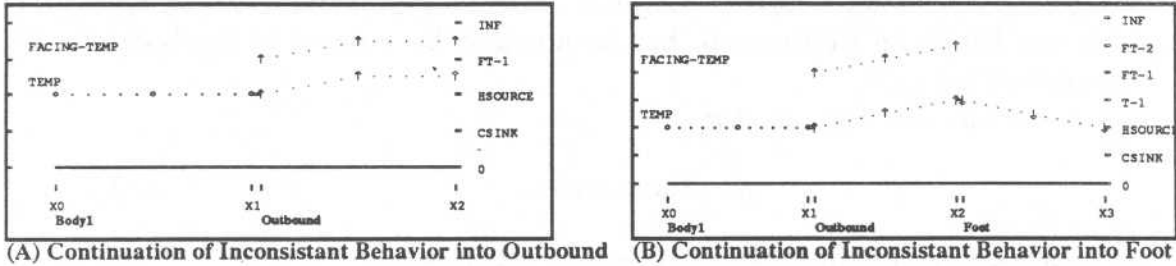 INF
FACING-TEMP
FT-1
TEMP
HSOURCE
CSINK
0
X0 X1 X2
Body1 Outbound
(A) Continuation of Inconsistant Behavior into Outbound
INF
FT-2
FACING-TEMP
FT-1
T-1
TEMP
HSOURCE
CSINK
0
X0 X1 X2 X3
Body1 Outbound Foot
(B) Continuation of Inconsistant Behavior into Foot